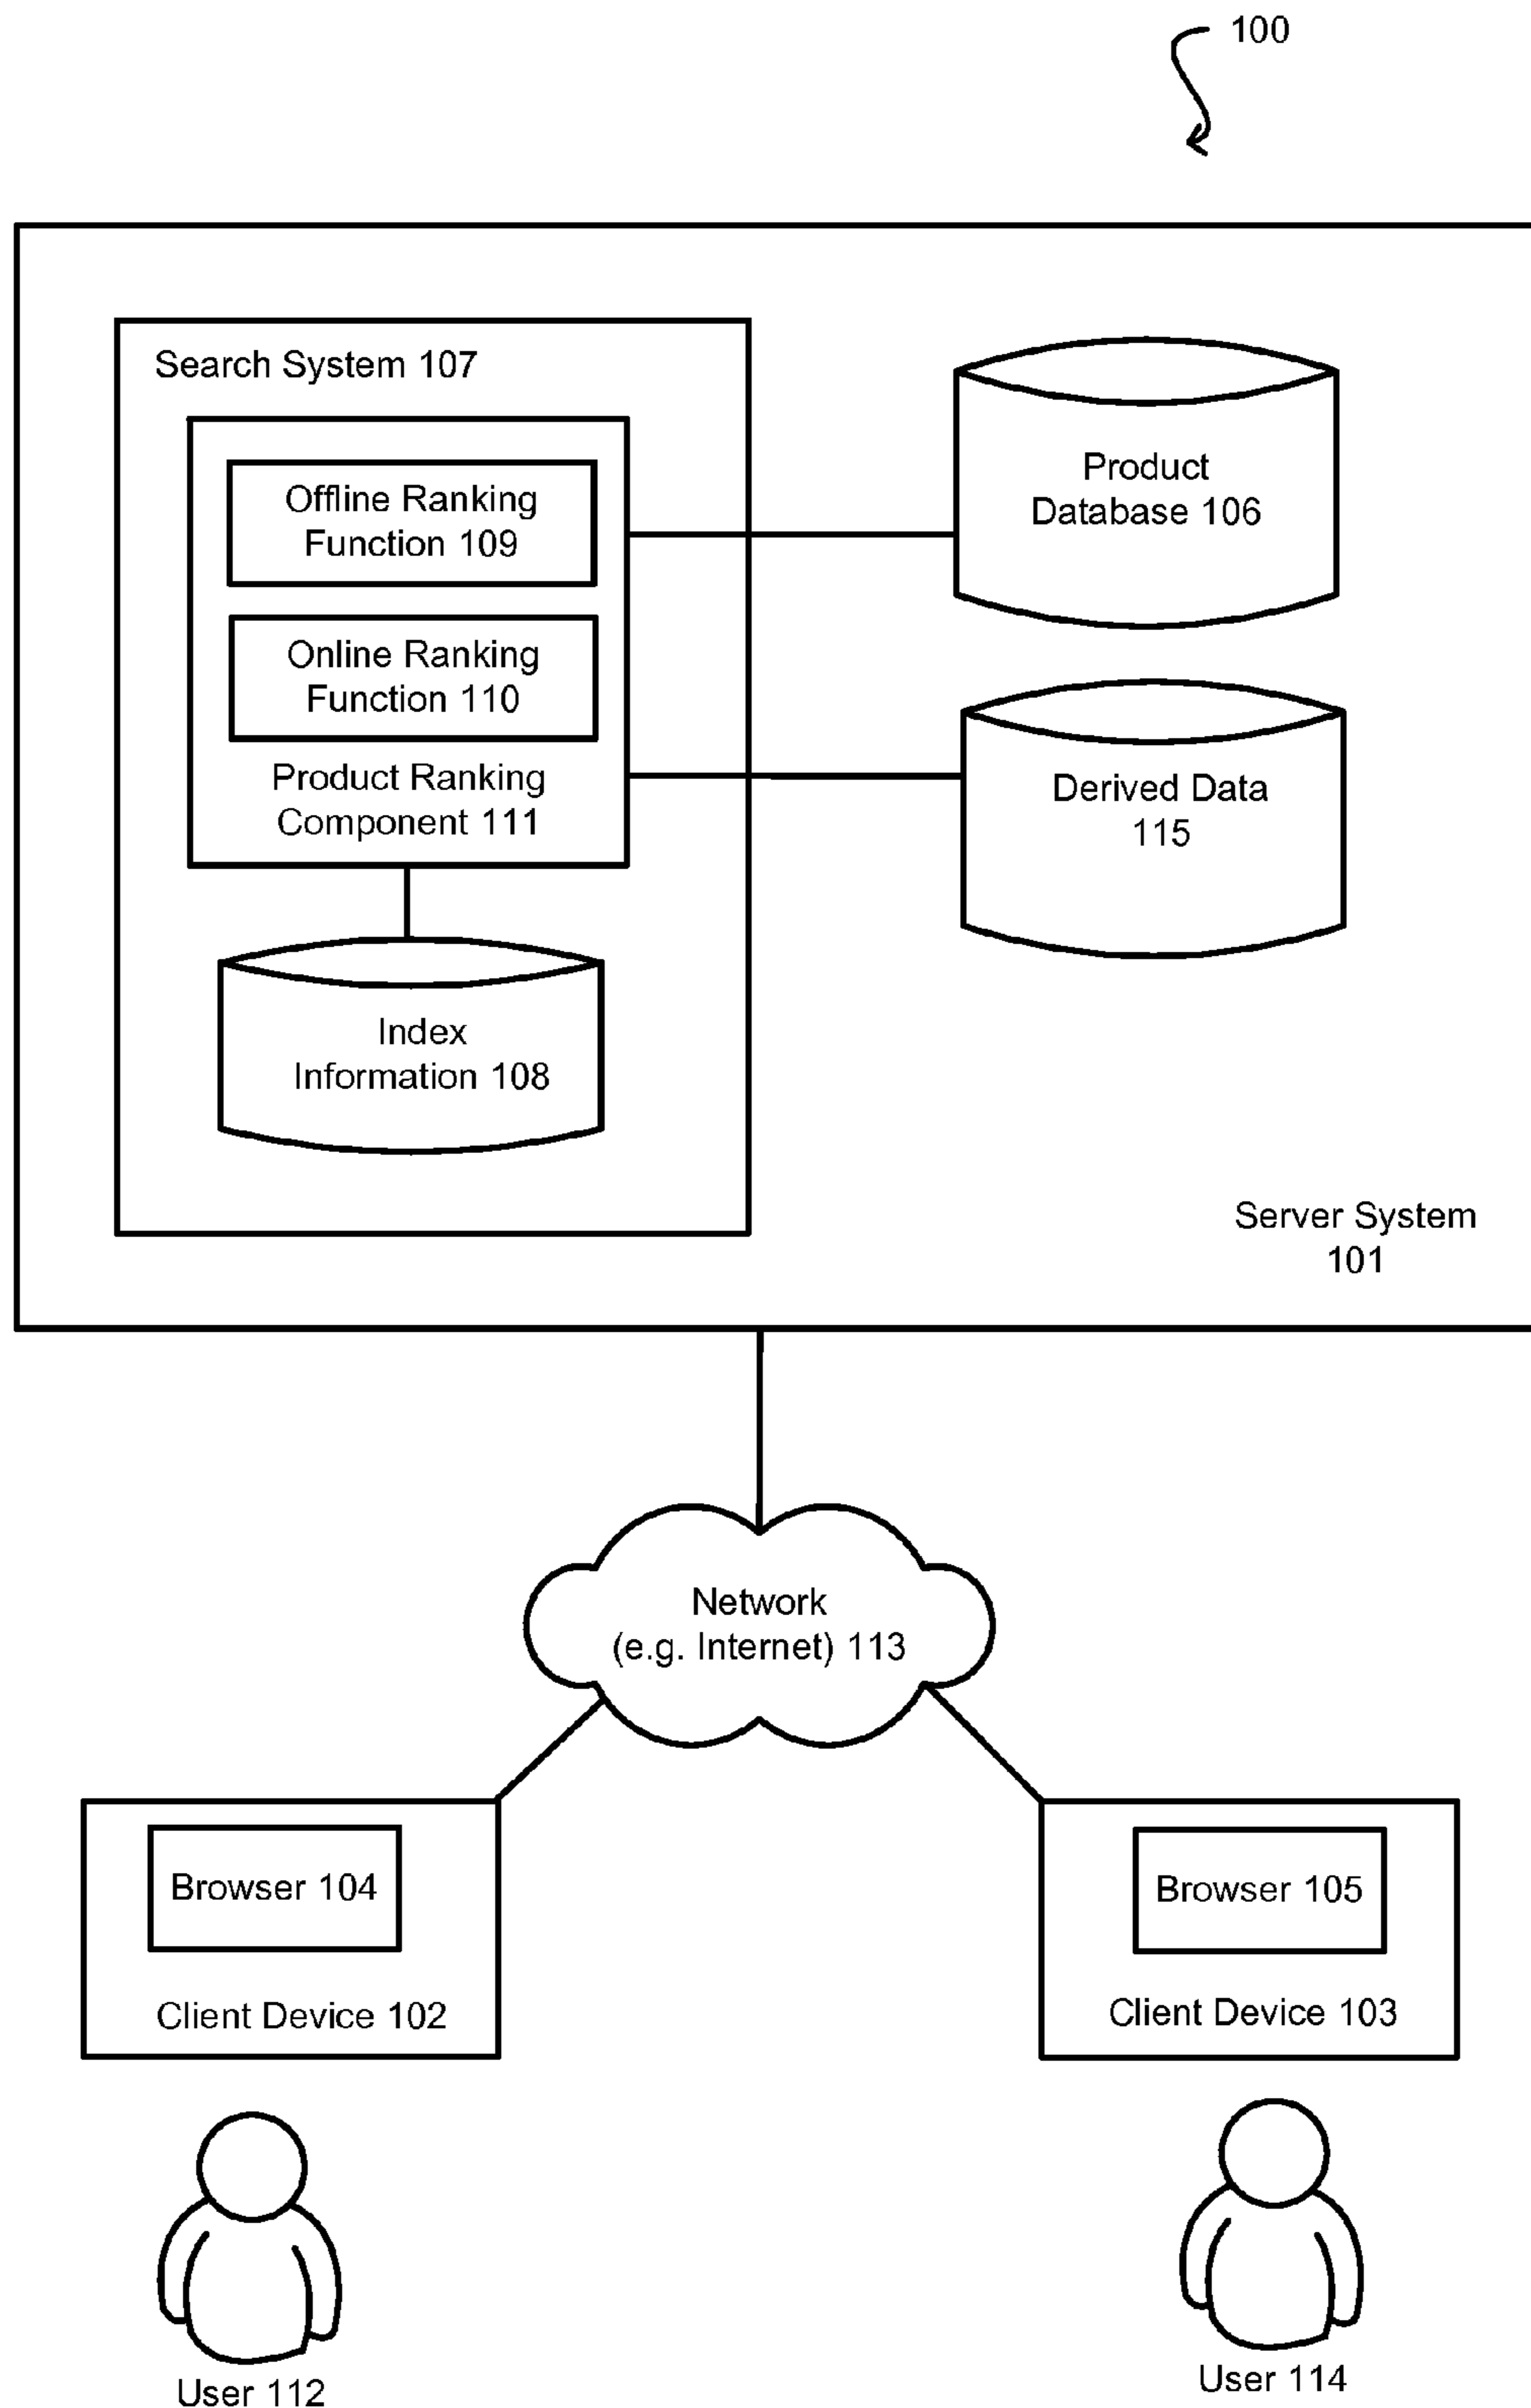 100
Search System 107
Offline Ranking
Function 109
Online Ranking
Function 110
Product Ranking
Component 111
Index
Information 108
Product
Database 106
Derived Data
115
Server System
101
Network
(e.g. Internet) 113
Browser 104
Client Device 102
Browser 105
Client Device 103
User 112
User 114